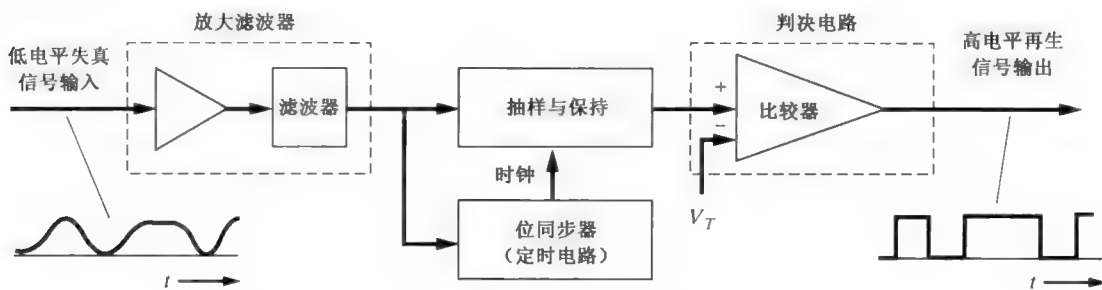 放大滤波器
判决电路
低电平失真
信号输入
高电平再生
信号输出
滤波器
抽样与保持
+
−
比较器
时钟
V_T
位同步器
(定时电路)
t
t